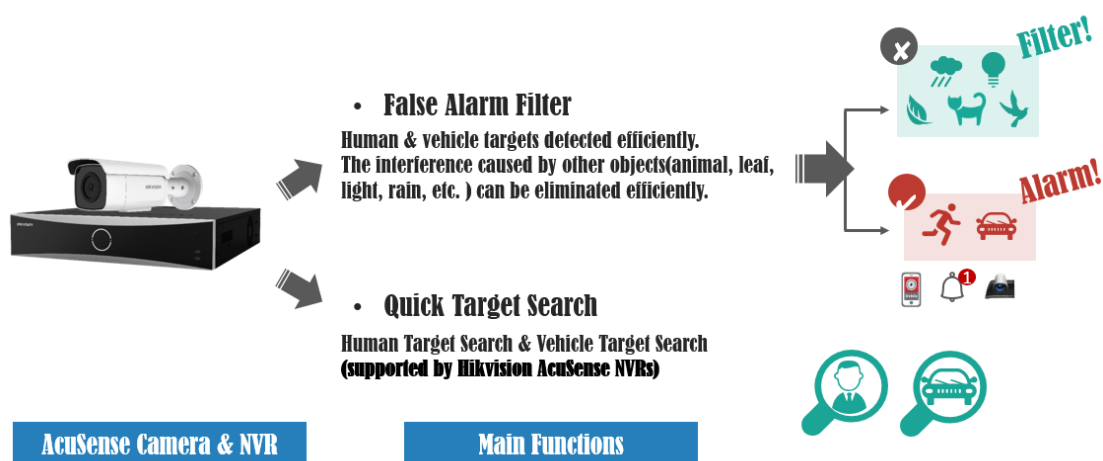 Filter!
• False Alarm Filter
Human & vehicle targets detected efficiently.
The interference caused by other objects(animal, leaf,
light, rain, etc. ) can be eliminated efficiently.
Alarm!
1
• Quick Target Search
Human Target Search & Vehicle Target Search
(supported by Hikvision AcuSense NVRs)
AcuSense Camera & NVR
Main Functions